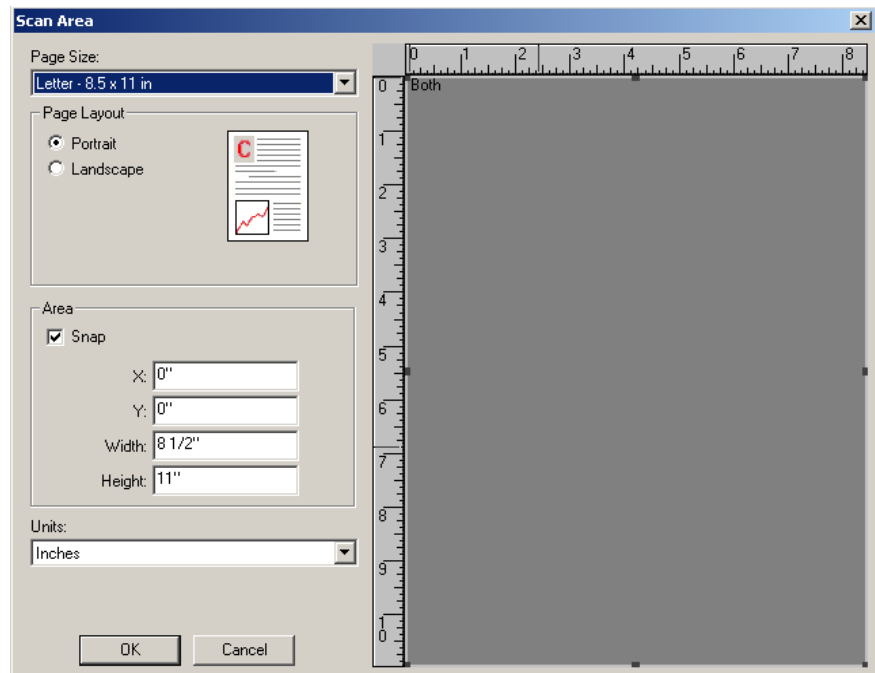 Scan Area
Page Size:
Letter - 8.5 x 11 in
Page Layout
Portrait
Landscape
C
Area
Snap
X: 0"
Y: 0"
Width: 8 1/2"
Height: 11"
Units:
Inches
OK Cancel
0 1 2 3 4 5 6 7 8
Both
0
1
2
3
4
5
6
7
8
9
10